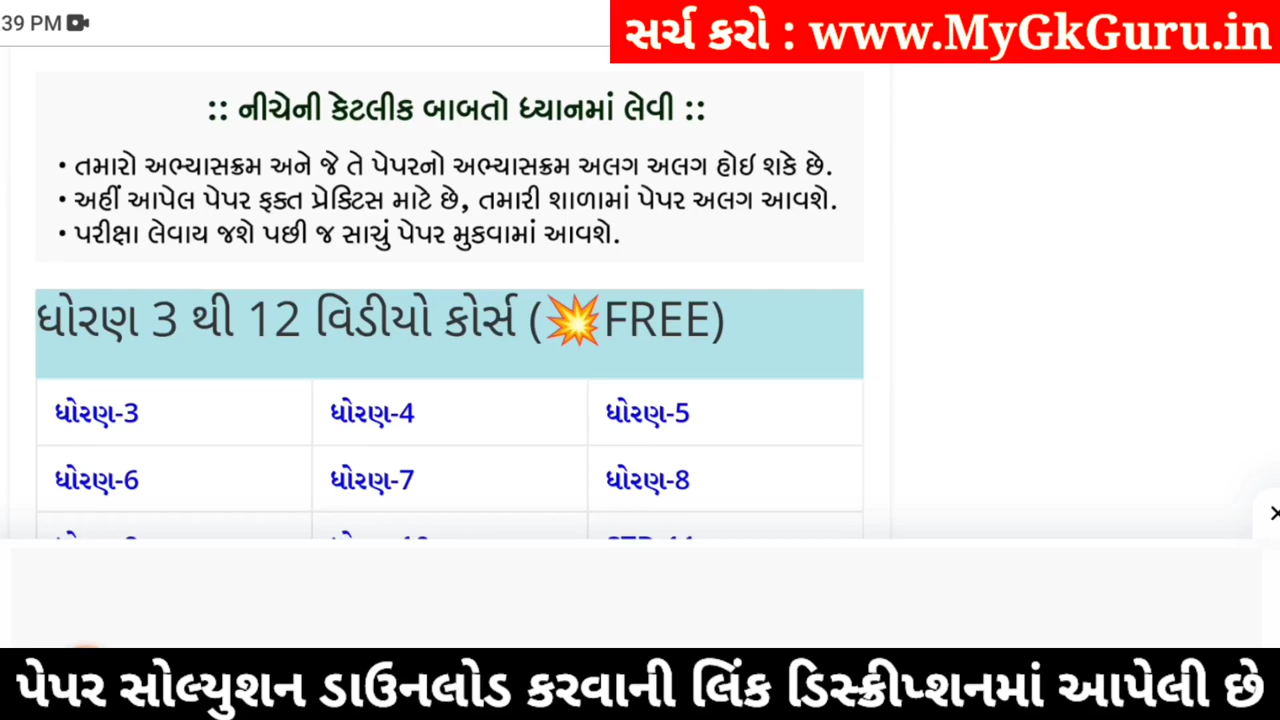 39 PM
સર્ચ કરો : www.MyGkGuru.in
:: નીચેની કેટલીક બાબતો ધ્યાનમાં લેવી ::
• તમારો અભ્યાસક્રમ અને જે તે પેપરનો અભ્યાસક્રમ અલગ અલગ હોઈ શકે છે.
• અહીં આપેલ પેપર ફક્ત પ્રેક્ટિસ માટે છે, તમારી શાળામાં પેપર અલગ આવશે.
• પરીક્ષા લેવાય જશે પછી જ સાચું પેપર મુકવામાં આવશે.
ધોરણ 3 થી 12 વિડીયો કોર્સ (💥FREE)
ધોરણ-3 ધોરણ-4 ધોરણ-5
ધોરણ-6 ધોરણ-7 ધોરણ-8
પેપર સોલ્યુશન ડાઉનલોડ કરવાની લિંક ડિસ્ક્રીપ્શનમાં આપેલી છે